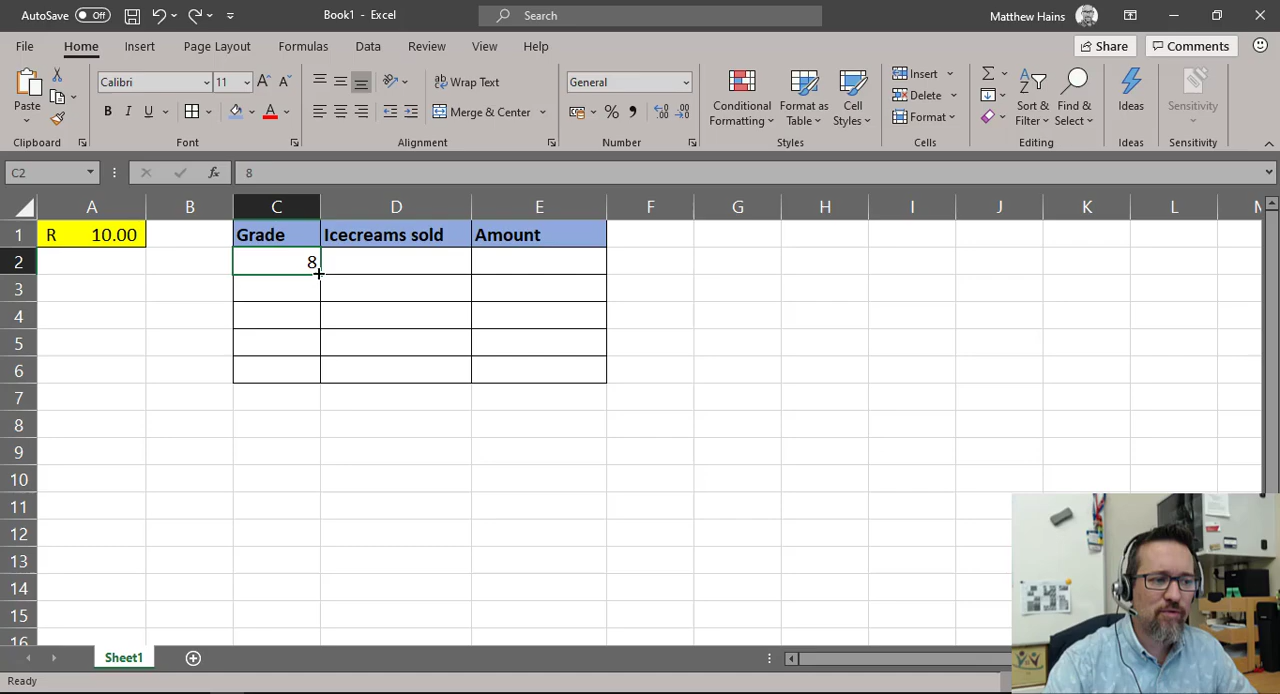 AutoSave Off Book1 - Excel Search Matthew Hains
File Home Insert Page Layout Formulas Data Review View Help Share Comments
Paste Calibri 11 Wrap Text General Conditional Formatting Format as Table Cell Styles Insert Sort & Filter Find & Select Ideas Sensitivity
Merge & Center Delete
Format
Clipboard Font Alignment Number Styles Cells Editing Ideas Sensitivity
C2 fx 8
A B C D E F G H I J K L M
1 R 10.00 Grade Icecreams sold Amount
2 8
3
4
5
6
7
8
9
10
11
12
13
14
15
16
Sheet1
Ready